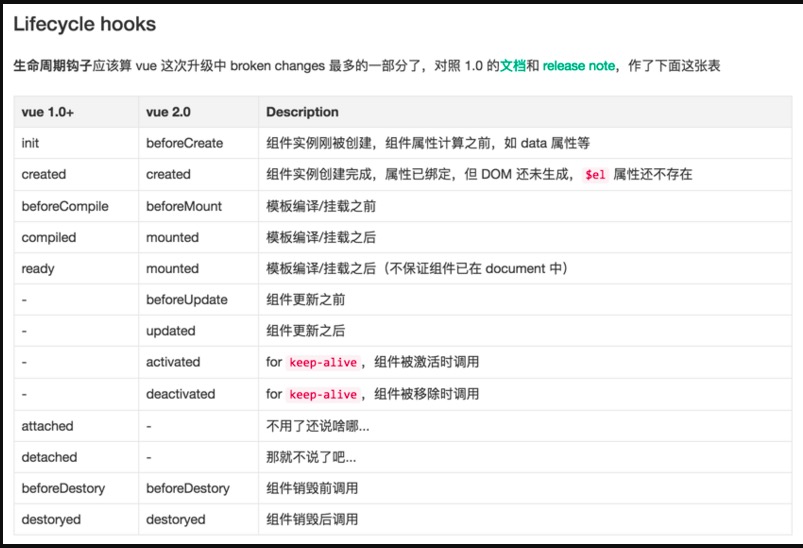 Lifecycle hooks
生命周期钩子应该算 vue 这次升级中 broken changes 最多的一部分了，对照 1.0 的文档和 release note，作了下面这张表
vue 1.0+ vue 2.0 Description
init beforeCreate 组件实例刚被创建，组件属性计算之前，如 data 属性等
created created 组件实例创建完成，属性已绑定，但 DOM 还未生成，$el 属性还不存在
beforeCompile beforeMount 模板编译/挂载之前
compiled mounted 模板编译/挂载之后
ready mounted 模板编译/挂载之后（不保证组件已在 document 中）
- beforeUpdate 组件更新之前
- updated 组件更新之后
- activated for keep-alive，组件被激活时调用
- deactivated for keep-alive，组件被移除时调用
attached - 不用了还说啥哪...
detached - 那就不说了吧...
beforeDestory beforeDestory 组件销毁前调用
destoryed destoryed 组件销毁后调用